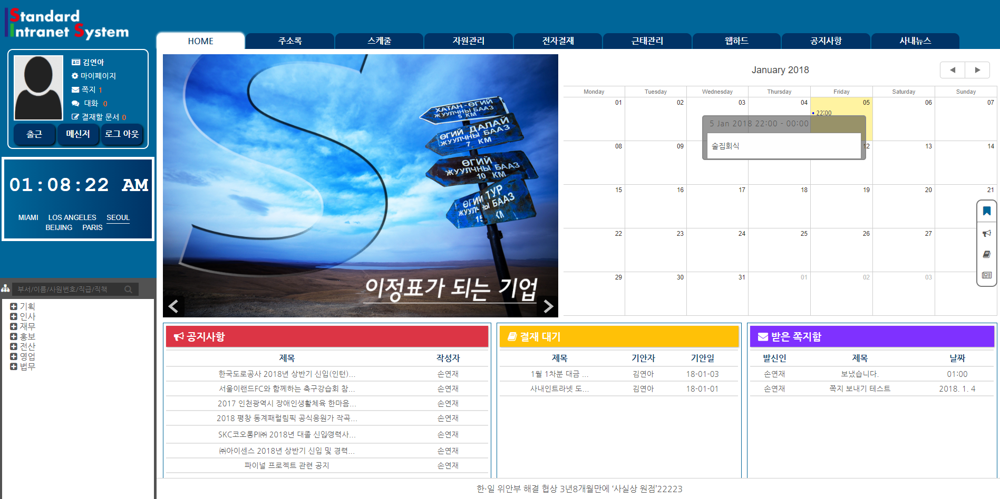 Standard
Intranet System
HOME
주소록
스케줄
자원관리
전자결재
근태관리
웹하드
공지사항
사내뉴스
김연아
마이페이지
쪽지 1
대화 0
결재할 문서 0
출근
메신저
로그 아웃
01:08:22 AM
MIAMI LOS ANGELES SEOUL
BEIJING PARIS
부서/이름/사원번호/직급/직책
기획
인사
재무
홍보
전산
영업
법무
ХАТАН-ӨГИЙ
ЖУУЛЧНЫ БААЗ
5 KM
ӨГИЙ ДАЛАЙ
ЖУУЛЧНЫ БААЗ
7 KM
ӨГИЙ
ЖУУЛЧНЫ БААЗ
10 KM
ӨГИЙ ТУР
ЖУУЛЧНЫ БААЗ
15 KM
이정표가 되는 기업
January 2018
Monday Tuesday Wednesday Thursday Friday Saturday Sunday
01 02 03 04 05 06 07
22:00
5 Jan 2018 22:00 - 00:00
술집회식
08 09 12 13 14
15 16 17 18 19 20 21
22 23 24 25 26 27
29 30 31 01 02 03
공지사항
제목 작성자
한국도로공사 2018년 상반기 신입(인턴)... 손연재
서울이랜드FC와 함께하는 축구강습회 참... 손연재
2017 인천광역시 장애인생활체육 한마음... 손연재
2018 평창 동계패럴림픽 공식응원가 작곡... 손연재
SKC코오롱PI㈜ 2018년 대졸 신입/경력사... 손연재
㈜아이센스 2018년 상반기 신입 및 경력... 손연재
파이널 프로젝트 관련 공지 손연재
결재 대기
제목 기안자 기안일
1월 1차분 대금 ... 김연아 18-01-03
사내인트라넷 도... 김연아 18-01-01
받은 쪽지함
발신인 제목 날짜
손연재 보냈습니다. 01:00
손연재 쪽지 보내기 테스트 2018. 1. 4
한·일 위안부 해결 협상 3년8개월만에 ‘사실상 원점’22223